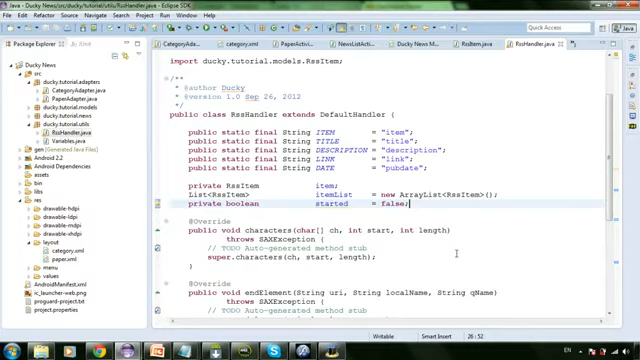 Java - Ducky News/src/ducky/tutorial/utils/RssHandler.java - Eclipse SDK
File Edit Source Refactor Navigate Search Project Run Window Help
Quick Access
Java
Package Explorer
CategoryAda...
category.xml
PaperActivi...
NewsListActi...
Ducky News M...
RssItem.java
RssHandler.java
Ducky News
src
ducky.tutorial.adapters
CategoryAdapter.java
PaperAdapter.java
ducky.tutorial.models
ducky.tutorial.news
ducky.tutorial.utils
RssHandler.java
Variables.java
gen [Generated Java Files]
Android 2.2
Android Dependencies
assets
bin
res
drawable-hdpi
drawable-ldpi
drawable-mdpi
drawable-xhdpi
layout
category.xml
paper.xml
menu
values
AndroidManifest.xml
ic_launcher-web.png
proguard-project.txt
project.properties
import ducky.tutorial.models.RssItem;
/**
* @author Ducky
* @version 1.0 Sep 26, 2012
*/
public class RssHandler extends DefaultHandler {
public static final String ITEM = "item";
public static final String TITLE = "title";
public static final String DESCRIPTION = "description";
public static final String LINK = "link";
public static final String DATE = "pubdate";
private RssItem item;
List<RssItem> itemList = new ArrayList<RssItem>();
private boolean started = false;
@Override
public void characters(char[] ch, int start, int length)
throws SAXException {
// TODO Auto-generated method stub
super.characters(ch, start, length);
}
@Override
public void endElement(String uri, String localName, String qName)
throws SAXException {
// TODO Auto-generated method stub
Writable
Smart Insert
26 : 52
EN